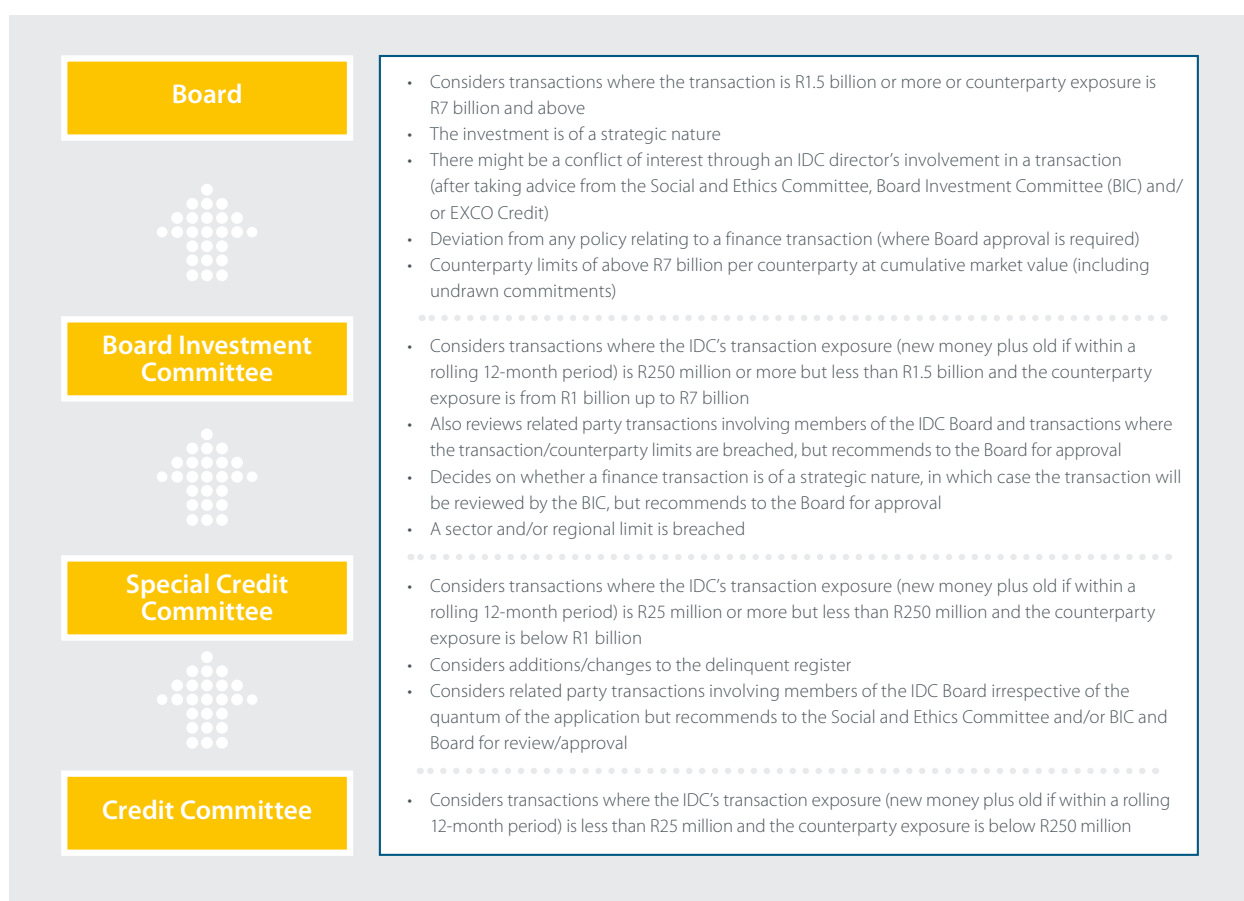 Board
• Considers transactions where the transaction is R1.5 billion or more or counterparty exposure is
R7 billion and above
• The investment is of a strategic nature
• There might be a conflict of interest through an IDC director’s involvement in a transaction
(after taking advice from the Social and Ethics Committee, Board Investment Committee (BIC) and/
or EXCO Credit)
• Deviation from any policy relating to a finance transaction (where Board approval is required)
• Counterparty limits of above R7 billion per counterparty at cumulative market value (including
undrawn commitments)
Board Investment
Committee
• Considers transactions where the IDC’s transaction exposure (new money plus old if within a
rolling 12-month period) is R250 million or more but less than R1.5 billion and the counterparty
exposure is from R1 billion up to R7 billion
• Also reviews related party transactions involving members of the IDC Board and transactions where
the transaction/counterparty limits are breached, but recommends to the Board for approval
• Decides on whether a finance transaction is of a strategic nature, in which case the transaction will
be reviewed by the BIC, but recommends to the Board for approval
• A sector and/or regional limit is breached
Special Credit
Committee
• Considers transactions where the IDC’s transaction exposure (new money plus old if within a
rolling 12-month period) is R25 million or more but less than R250 million and the counterparty
exposure is below R1 billion
• Considers additions/changes to the delinquent register
• Considers related party transactions involving members of the IDC Board irrespective of the
quantum of the application but recommends to the Social and Ethics Committee and/or BIC and
Board for review/approval
Credit Committee
• Considers transactions where the IDC’s transaction exposure (new money plus old if within a rolling
12-month period) is less than R25 million and the counterparty exposure is below R250 million